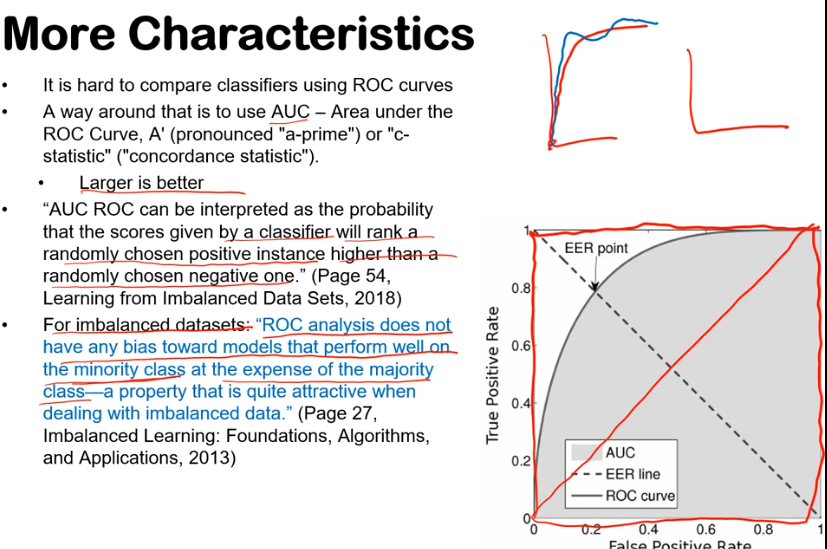 More Characteristics
• It is hard to compare classifiers using ROC curves
• A way around that is to use AUC – Area under the
ROC Curve, A' (pronounced "a-prime") or "c-
statistic" ("concordance statistic").
• Larger is better
• “AUC ROC can be interpreted as the probability
that the scores given by a classifier will rank a
randomly chosen positive instance higher than a
randomly chosen negative one.” (Page 54,
Learning from Imbalanced Data Sets, 2018)
• For imbalanced datasets: “ROC analysis does not
have any bias toward models that perform well on
the minority class at the expense of the majority
class—a property that is quite attractive when
dealing with imbalanced data.” (Page 27,
Imbalanced Learning: Foundations, Algorithms,
and Applications, 2013)
1
EER point
0.8
0.6
0.4
0.2
0
True Positive Rate
AUC
EER line
ROC curve
0 0.2 0.4 0.6 0.8 1
False Positive Rate